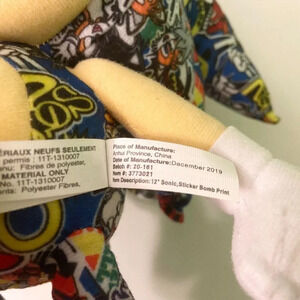 ÉRIAUX NEUFS SEULEMENT
permis : 11T-1310007
enu: Fibres de polyester,
MATERIAL ONLY
No. 11T-1310007
ents: Polyester Fibres,
Place of Manufacture:
Anhui Province, China
Date of Manufacture:December 2019
Batch #: 20-161
Item #: 3773021
Item Description: 12" Sonic,Sticker Bomb Print